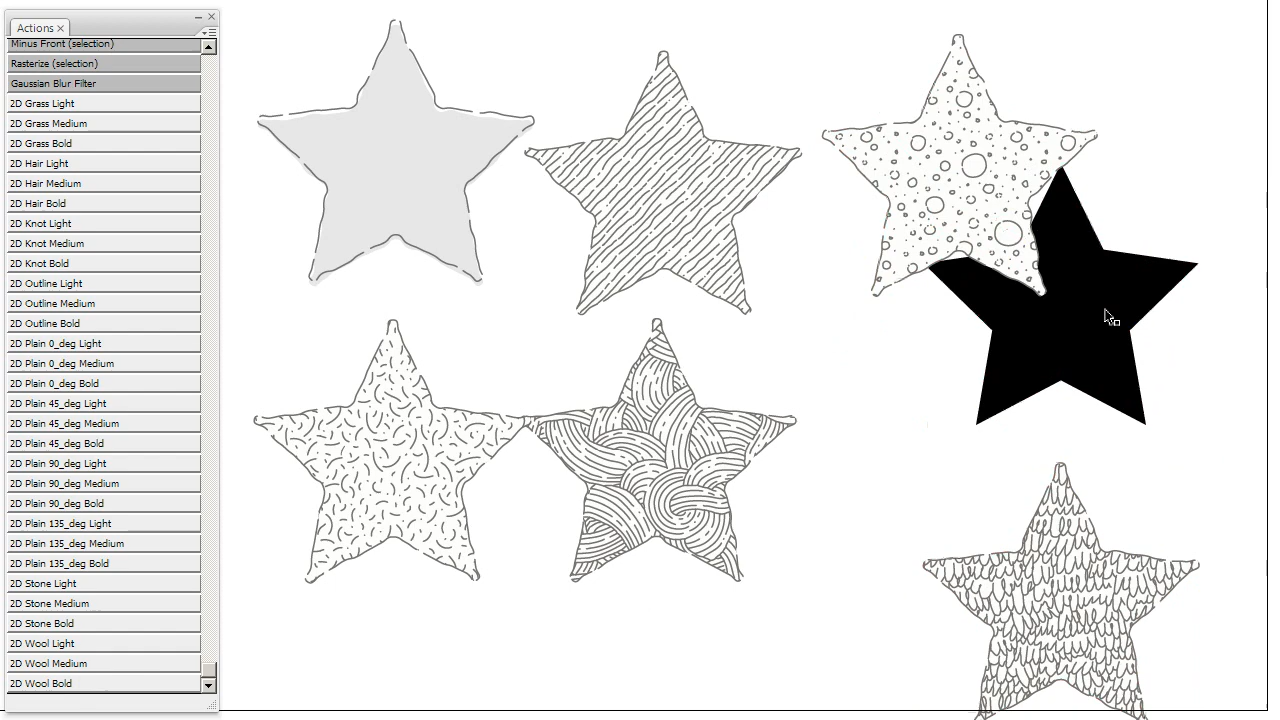 Actions
Minus Front (selection)
Rasterize (selection)
Gaussian Blur Filter
2D Grass Light
2D Grass Medium
2D Grass Bold
2D Hair Light
2D Hair Medium
2D Hair Bold
2D Knot Light
2D Knot Medium
2D Knot Bold
2D Outline Light
2D Outline Medium
2D Outline Bold
2D Plain 0_deg Light
2D Plain 0_deg Medium
2D Plain 0_deg Bold
2D Plain 45_deg Light
2D Plain 45_deg Medium
2D Plain 45_deg Bold
2D Plain 90_deg Light
2D Plain 90_deg Medium
2D Plain 90_deg Bold
2D Plain 135_deg Light
2D Plain 135_deg Medium
2D Plain 135_deg Bold
2D Stone Light
2D Stone Medium
2D Stone Bold
2D Wool Light
2D Wool Medium
2D Wool Bold